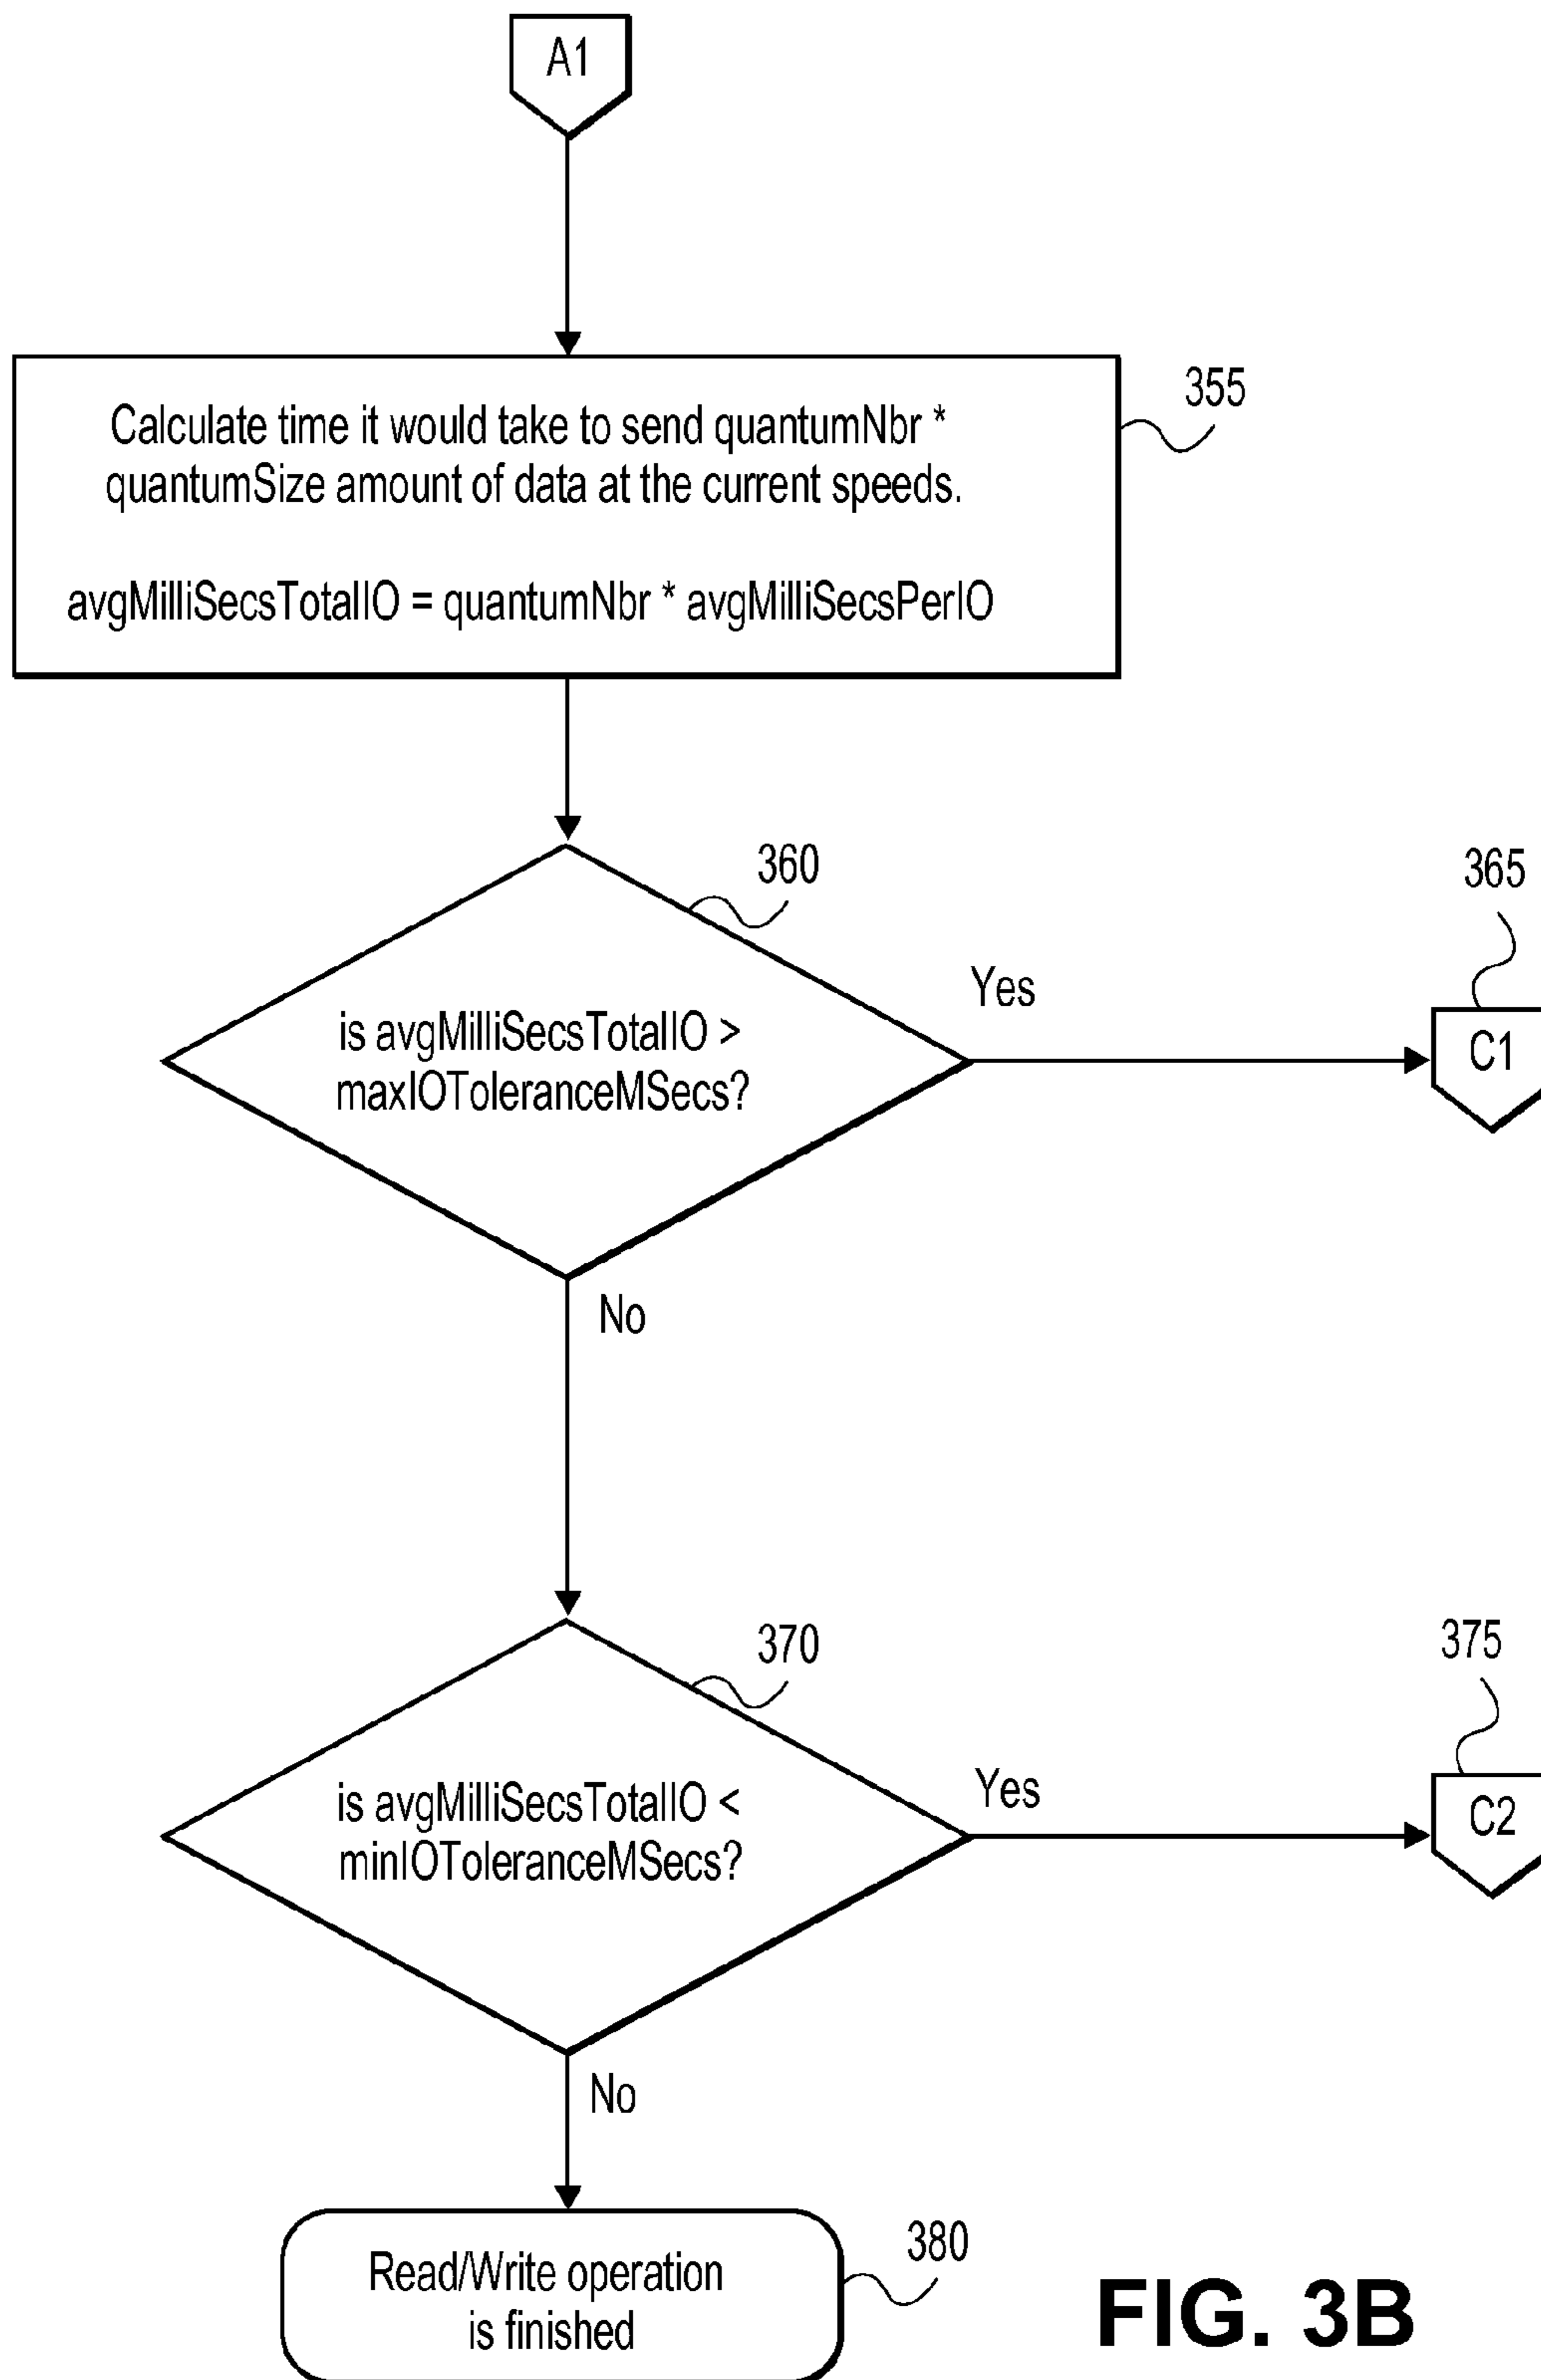 A1
355
Calculate time it would take to send quantumNbr *
quantumSize amount of data at the current speeds.
avgMilliSecsTotalIO = quantumNbr * avgMilliSecsPerIO
360
365
Yes
C1
is avgMilliSecsTotalIO >
maxIOToleranceMSecs?
No
370
375
Yes
C2
is avgMilliSecsTotalIO <
minIOToleranceMSecs?
No
380
Read/Write operation
is finished
FIG. 3B